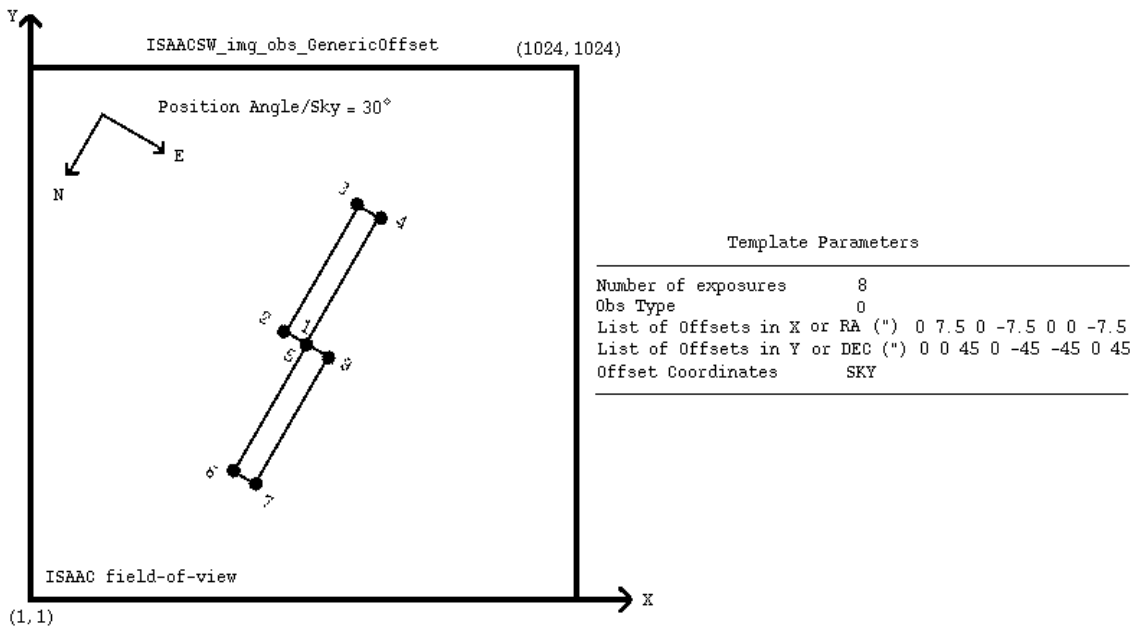 Y
ISAACSW_img_obs_GenericOffset
(1024,1024)
Position Angle/Sky = 30°
E
N
3
4
2
1
5
8
6
7
ISAAC field-of-view
X
(1,1)
Template Parameters
Number of exposures 8
Obs Type 0
List of Offsets in X or RA (") 0 7.5 0 -7.5 0 0 -7.5
List of Offsets in Y or DEC (") 0 0 45 0 -45 -45 0 45
Offset Coordinates SKY